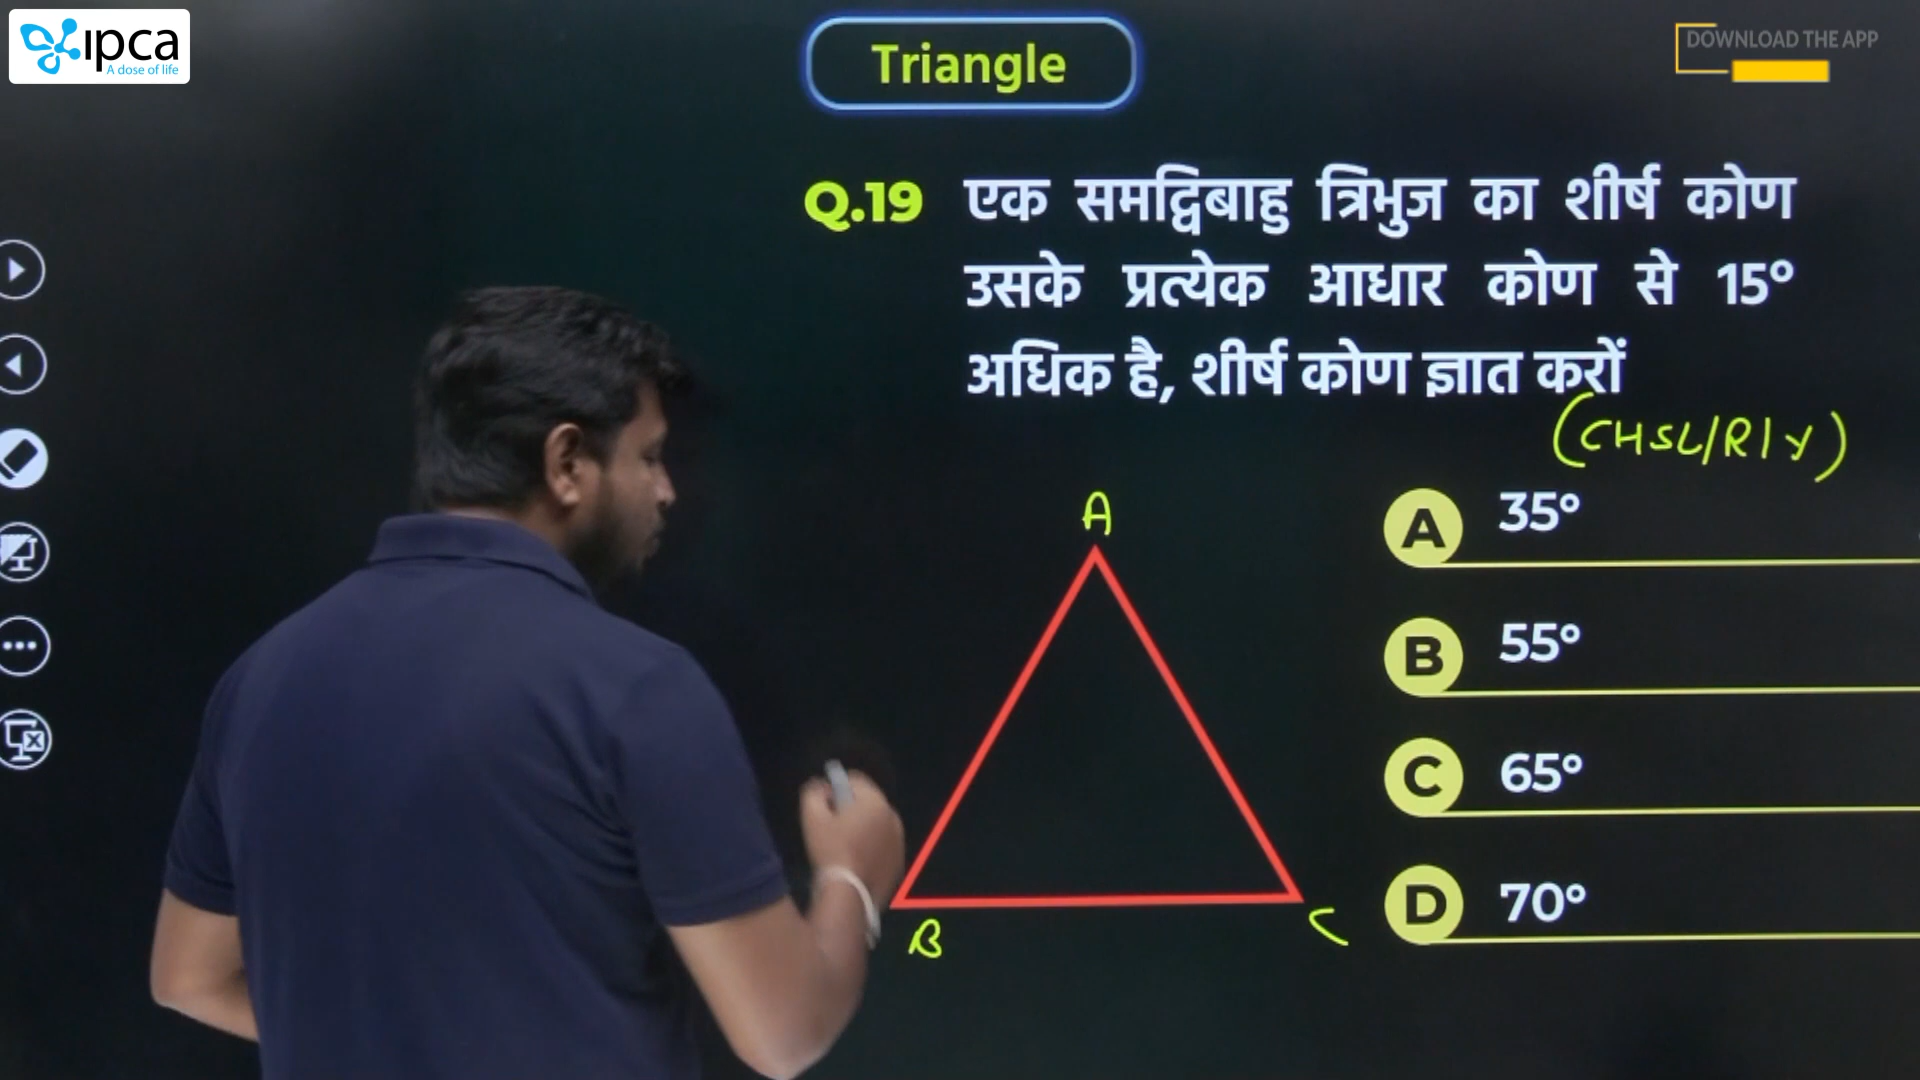 ipca
A dose of life
Triangle
DOWNLOAD THE APP
Q.19 एक समद्विबाहु त्रिभुज का शीर्ष कोण
उसके प्रत्येक आधार कोण से 15°
अधिक है, शीर्ष कोण ज्ञात करों
(CHSL/RIY)
A
B
C
A 35°
B 55°
C 65°
D 70°